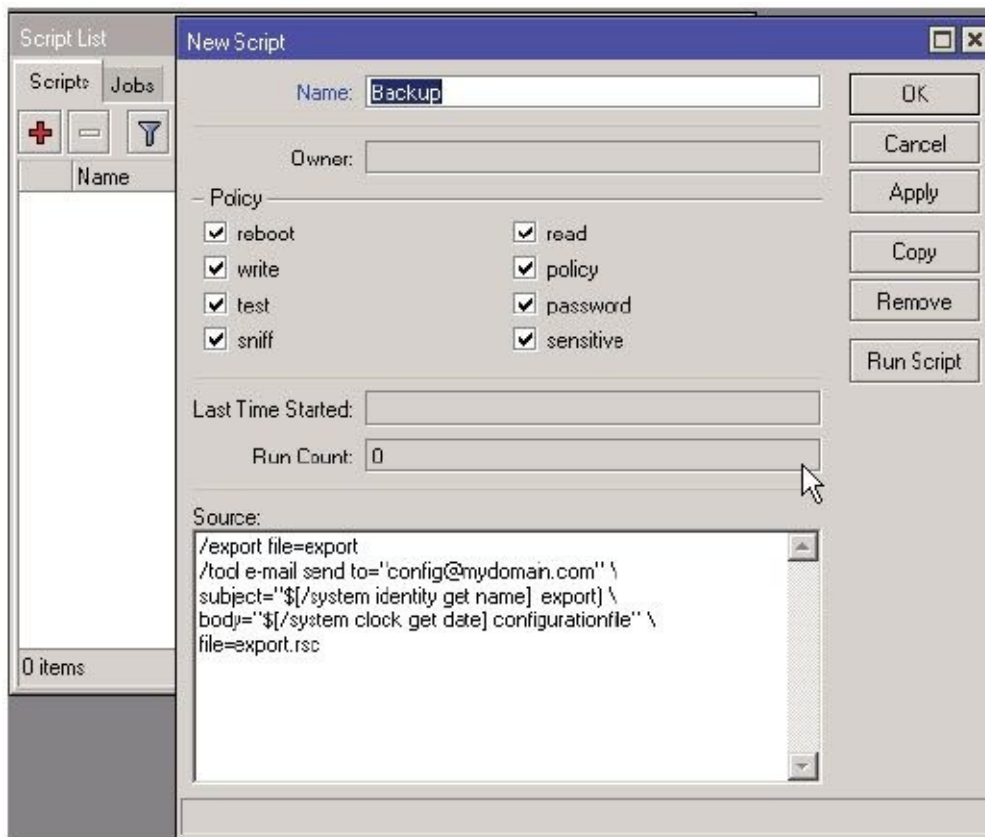 Script List
Scripts
Jobs
Name
0 items
New Script
Name: Backup
Owner:
Policy
reboot
read
write
policy
test
password
sniff
sensitive
Last Time Started:
Run Count: 0
Source:
/export file=export
/tool e-mail send to="config@mydomain.com" \
subject="$[/system identity get name] export) \
body="$[/system clock get date] configurationfile" \
file=export.rsc
OK
Cancel
Apply
Copy
Remove
Run Script